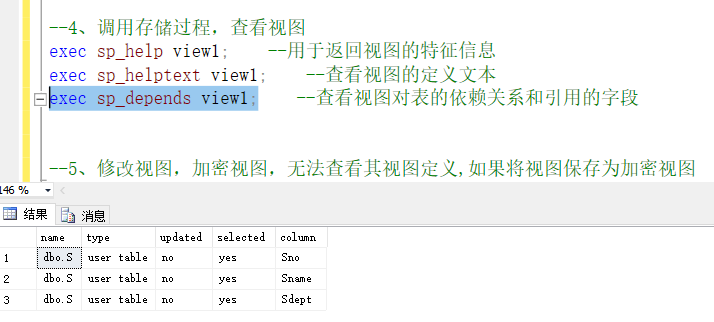 --4、调用存储过程，查看视图
exec sp_help view1; --用于返回视图的特征信息
exec sp_helptext view1; --查看视图的定义文本
exec sp_depends view1; --查看视图对表的依赖关系和引用的字段
--5、修改视图，加密视图，无法查看其视图定义,如果将视图保存为加密视图
146 %
结果 消息
name type updated selected column
1 dbo.S user table no yes Sno
2 dbo.S user table no yes Sname
3 dbo.S user table no yes Sdept